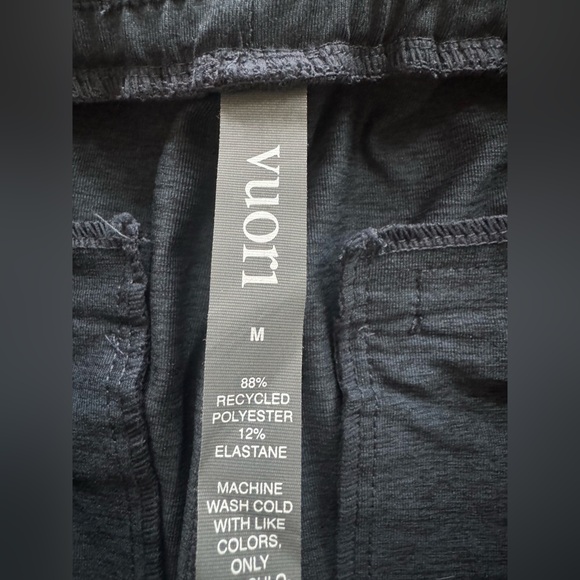 vuori
M
88%
RECYCLED
POLYESTER
12%
ELASTANE
MACHINE
WASH COLD
WITH LIKE
COLORS,
ONLY